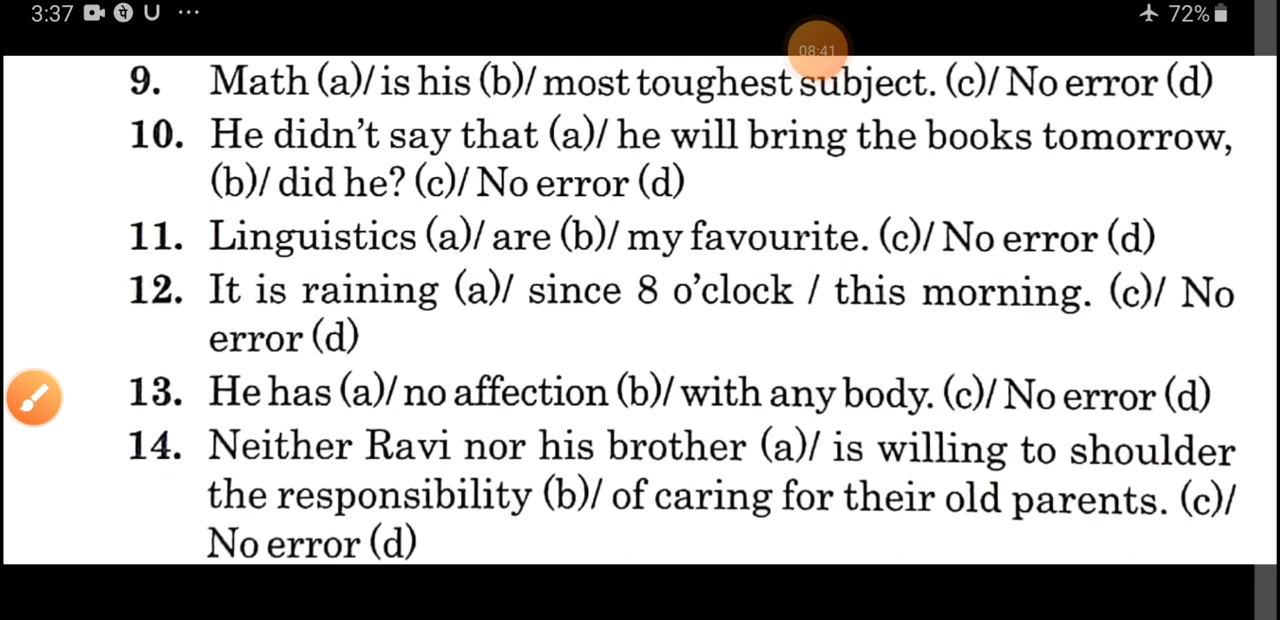 3:37 U ... 72%
08:41
9. Math (a)/ is his (b)/ most toughest subject. (c)/ No error (d)
10. He didn't say that (a)/ he will bring the books tomorrow,
(b)/ did he? (c)/ No error (d)
11. Linguistics (a)/ are (b)/ my favourite. (c)/ No error (d)
12. It is raining (a)/ since 8 o'clock / this morning. (c)/ No
error (d)
13. He has (a)/ no affection (b)/ with any body. (c)/ No error (d)
14. Neither Ravi nor his brother (a)/ is willing to shoulder
the responsibility (b)/ of caring for their old parents. (c)/
No error (d)